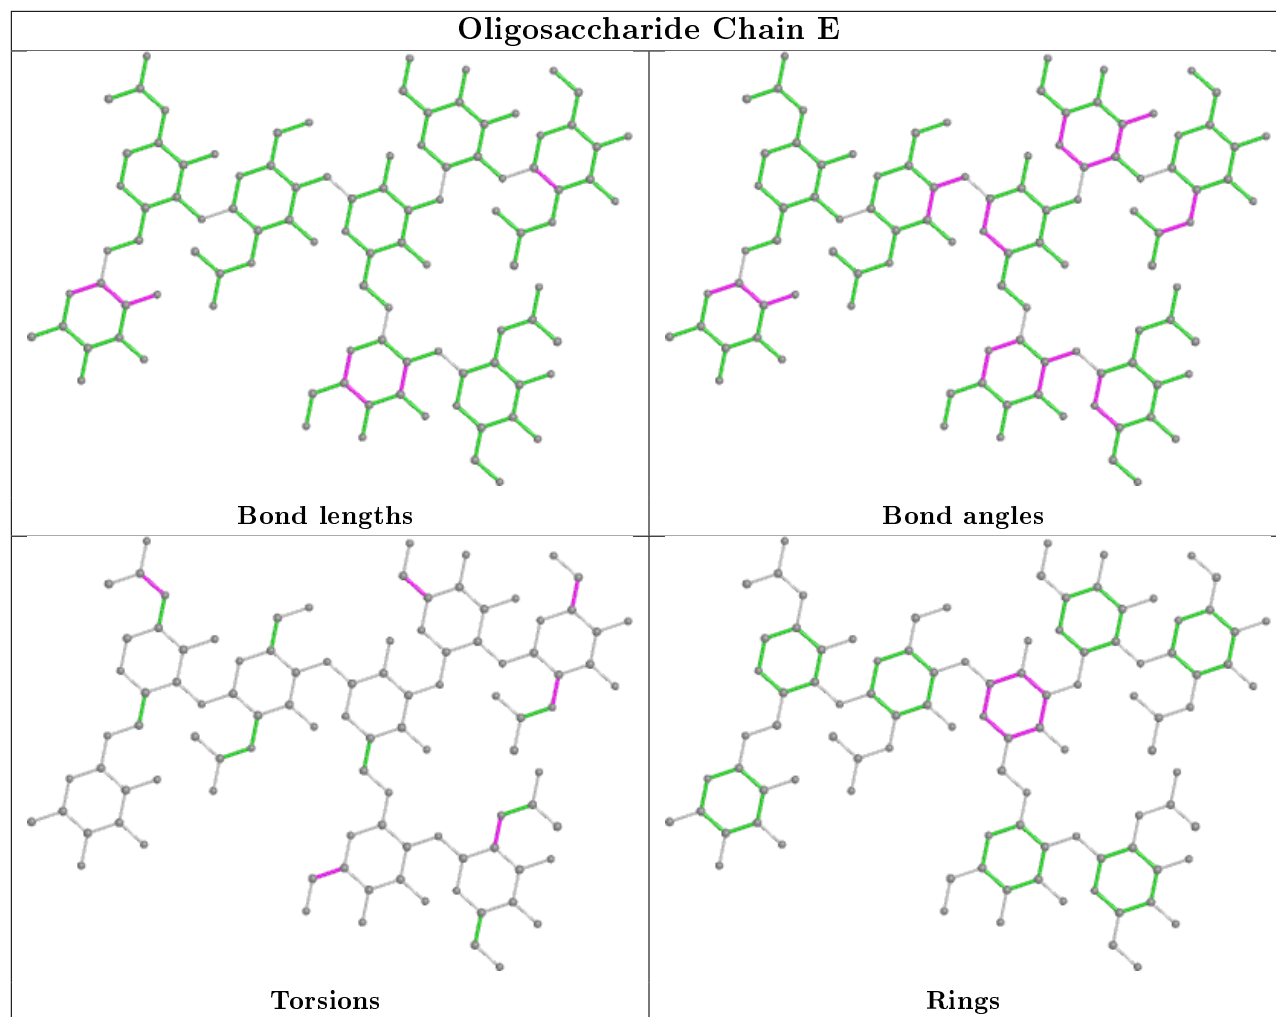 Oligosaccharide Chain E
Bond lengths
Bond angles
Torsions
Rings